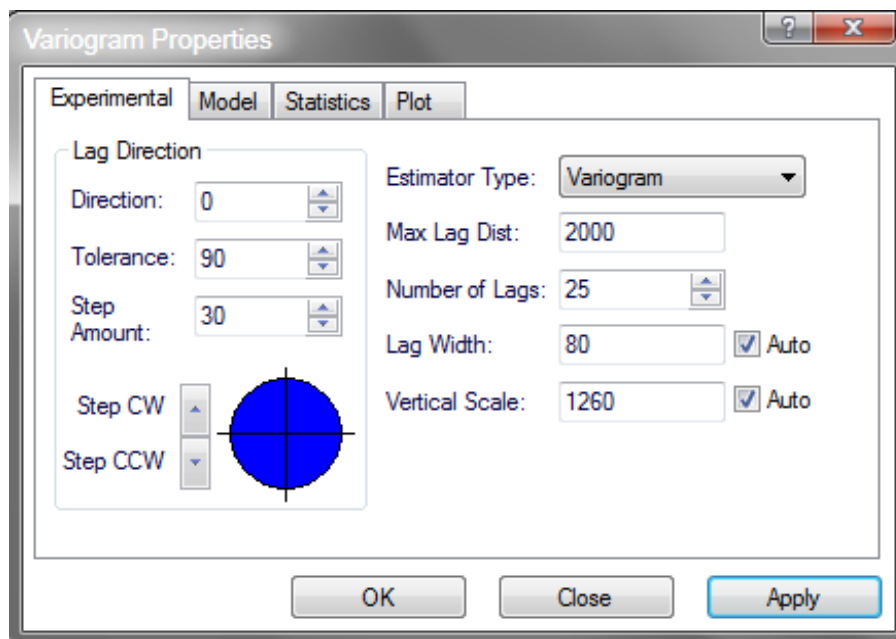 Variogram Properties
?
Experimental Model Statistics Plot
Lag Direction
Direction: 0
Tolerance: 90
Step
Amount: 30
Step CW
Step CCW
Estimator Type: Variogram
Max Lag Dist: 2000
Number of Lags: 25
Lag Width: 80 Auto
Vertical Scale: 1260 Auto
OK Close Apply